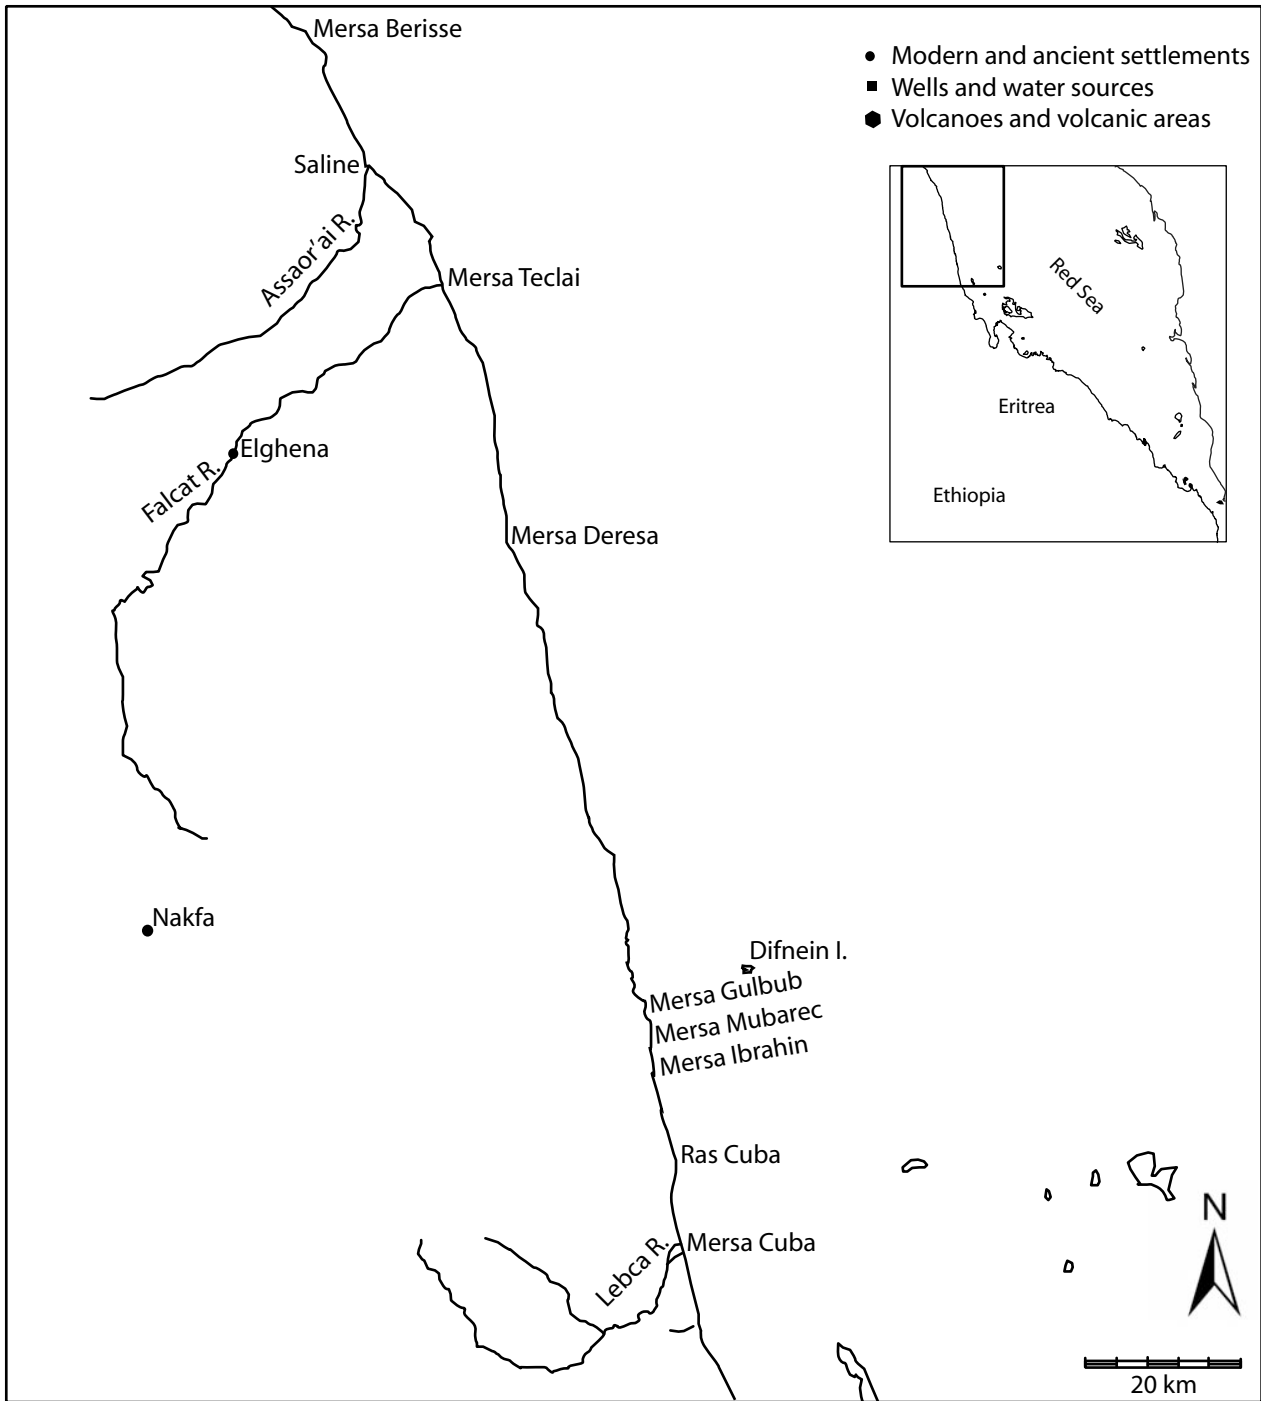 Mersa Berisse
Modern and ancient settlements
Wells and water sources
Volcanoes and volcanic areas
Saline
Assaor'ai R.
Mersa Teclai
Red Sea
Eritrea
Ethiopia
Elghena
Falcat R.
Mersa Deresa
Nakfa
Difnein I.
Mersa Gulbub
Mersa Mubarec
Mersa Ibrahin
Ras Cuba
Mersa Cuba
Lebca R.
N
20 km